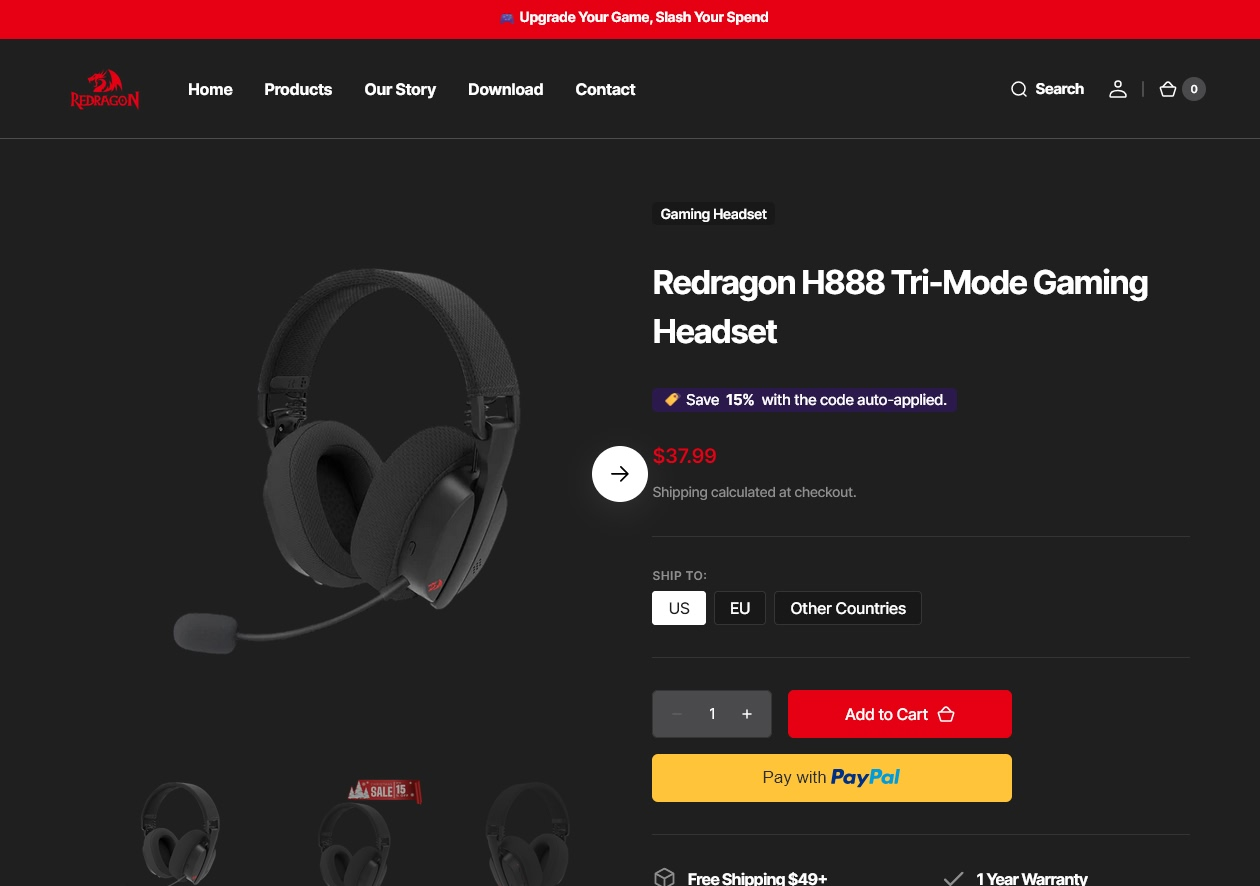 Upgrade Your Game, Slash Your Spend
REDRAGON
Home Products Our Story Download Contact
Search 0
Gaming Headset
Redragon H888 Tri-Mode Gaming
Headset
Save 15% with the code auto-applied.
$37.99
Shipping calculated at checkout.
SHIP TO:
US EU Other Countries
− 1 + Add to Cart
Pay with PayPal
SALE 15
Free Shipping $49+ 1 Year Warranty